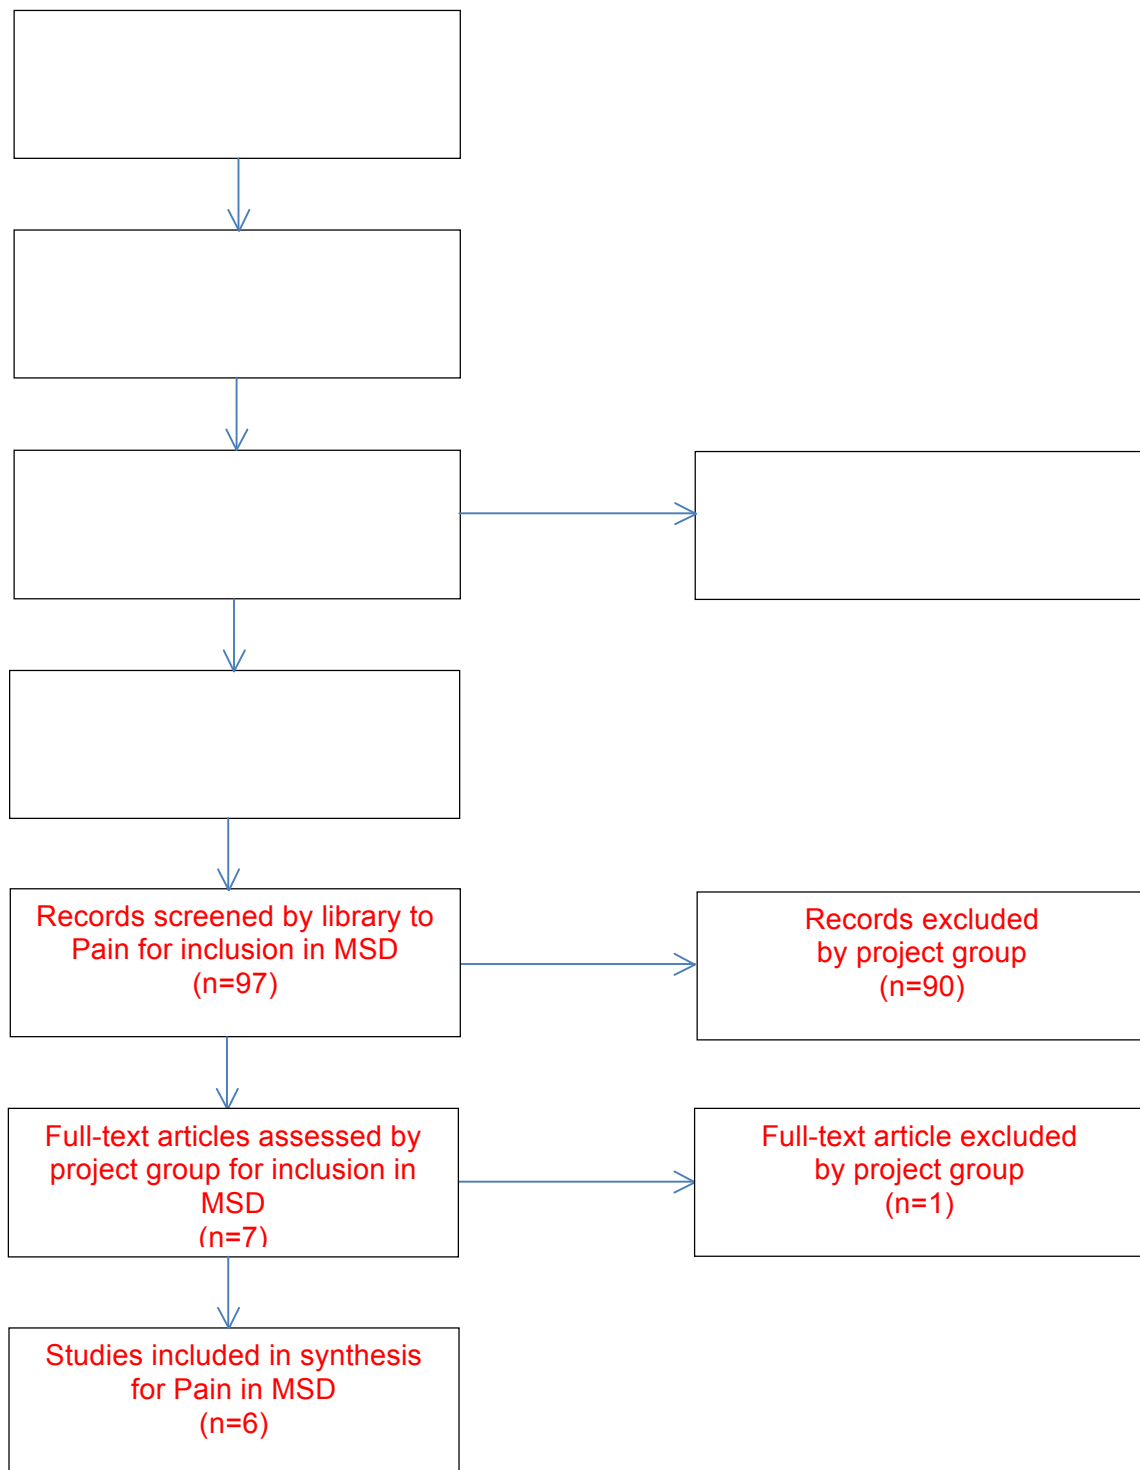 Records screened by library to
Pain for inclusion in MSD
(n=97)
Records excluded
by project group
(n=90)
Full-text articles assessed by
project group for inclusion in
MSD
(n=7)
Full-text article excluded
by project group
(n=1)
Studies included in synthesis
for Pain in MSD
(n=6)